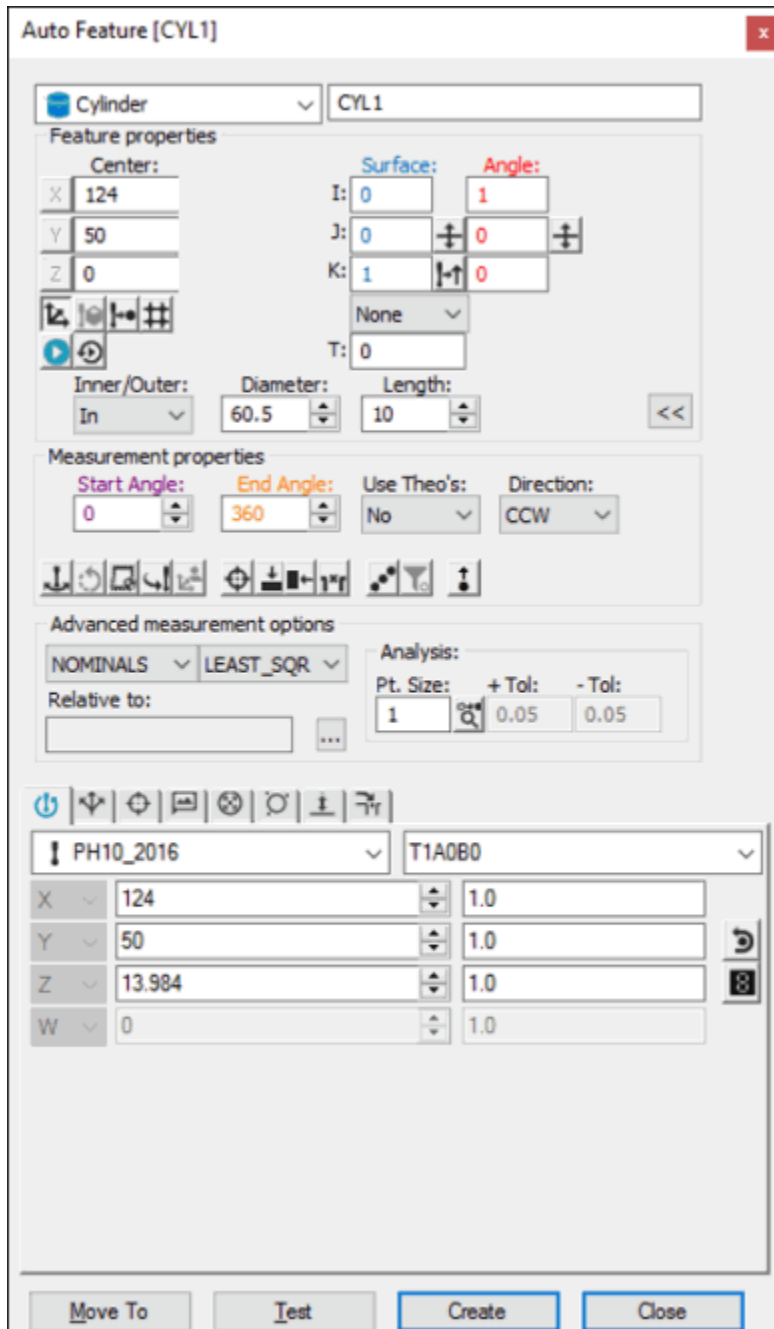 Auto Feature [CYL1]
x
Cylinder CYL1
Feature properties
Center: Surface: Angle:
X 124 I: 0 1
Y 50 J: 0 0
Z 0 K: 1 0
None
T: 0
Inner/Outer: Diameter: Length:
In 60.5 10 <<
Measurement properties
Start Angle: End Angle: Use Theo's: Direction:
0 360 No CCW
Advanced measurement options
NOMINALS LEAST_SQR Analysis:
Relative to: Pt. Size: + Tol: - Tol:
1 0.05 0.05
...
PH10_2016 T1A0B0
X 124 1.0
Y 50 1.0
Z 13.984 1.0
8
W 0 1.0
Move To Test Create Close